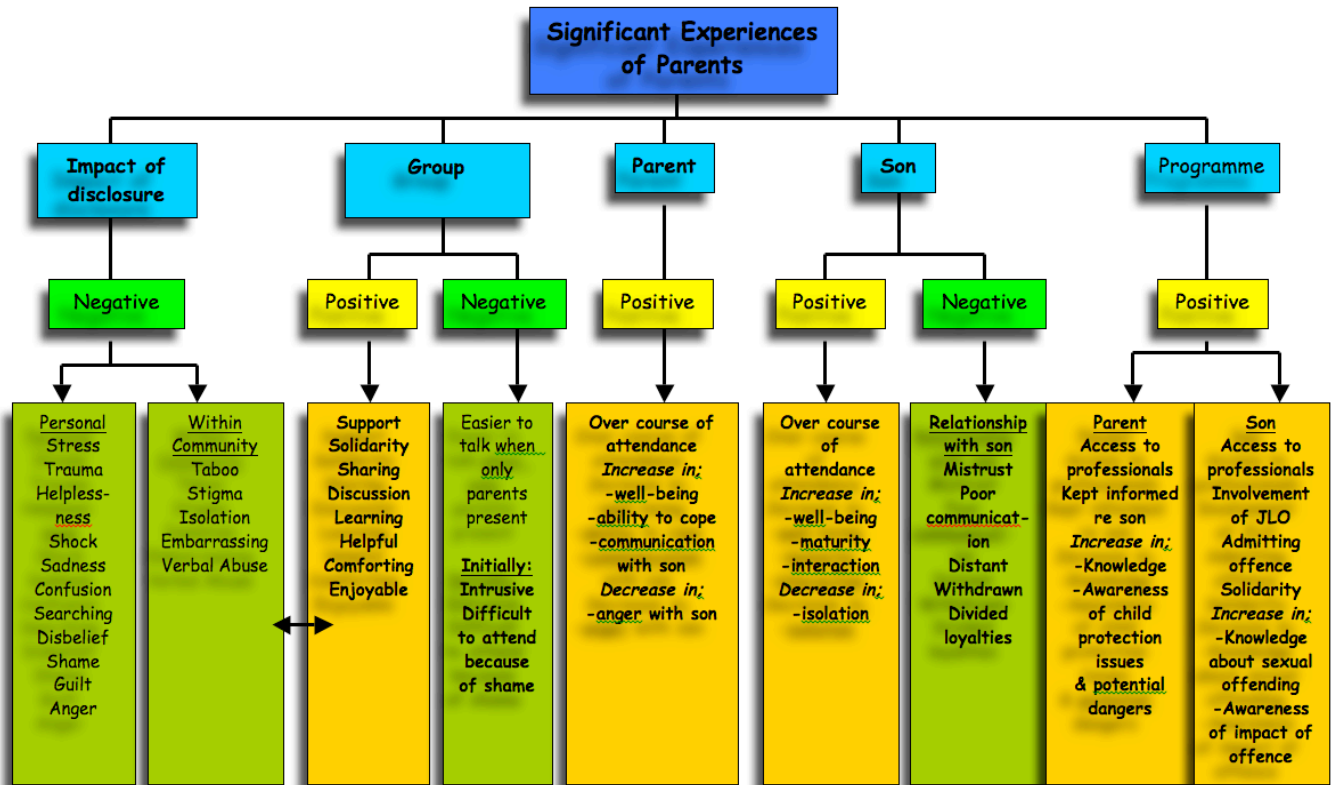 Significant Experiences
of Parents
Impact of
disclosure
Group
Parent
Son
Programme
Negative
Positive
Negative
Positive
Positive
Negative
Positive
Personal
Stress
Trauma
Helpless-
ness
Shock
Sadness
Confusion
Searching
Disbelief
Shame
Guilt
Anger
Within
Community
Taboo
Stigma
Isolation
Embarrassing
Verbal Abuse
Support
Solidarity
Sharing
Discussion
Learning
Helpful
Comforting
Enjoyable
Easier to
talk when
only
parents
present
Initially:
Intrusive
Difficult
to attend
because
of shame
Over course of
attendance
Increase in;
-well-being
-ability to cope
-communication
with son
Decrease in;
-anger with son
Over course
of
attendance
Increase in;
-well-being
-maturity
-interaction
Decrease in;
-isolation
Relationship
with son
Mistrust
Poor
communicat-
ion
Distant
Withdrawn
Divided
loyalties
Parent
Access to
professionals
Kept informed
re son
Increase in;
-Knowledge
-Awareness
of child
protection
issues
& potential
dangers
Son
Access to
professionals
Involvement
of JLO
Admitting
offence
Solidarity
Increase in;
-Knowledge
about sexual
offending
-Awareness
of impact of
offence